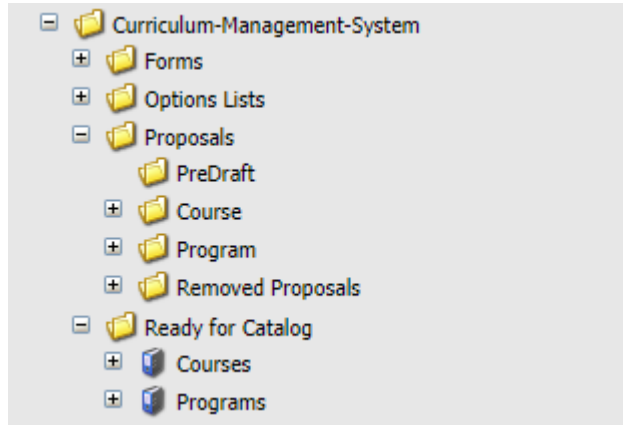 Curriculum-Management-System
Forms
Options Lists
Proposals
PreDraft
Course
Program
Removed Proposals
Ready for Catalog
Courses
Programs